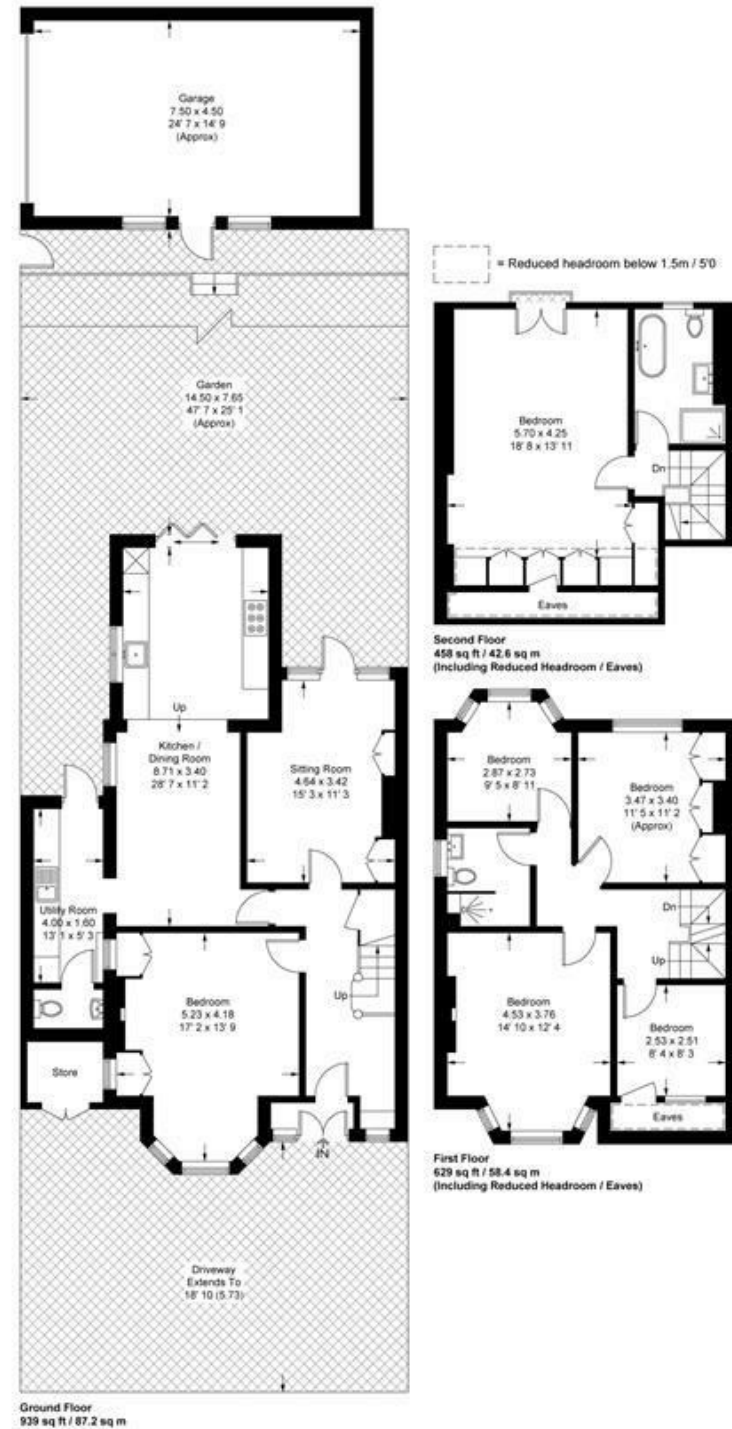 Garage
7.50 x 4.50
24' 7 x 14' 9
(Approx)
= Reduced headroom below 1.5m / 5'0
Garden
14.50 x 7.65
47' 7 x 25' 1
(Approx)
Bedroom
5.70 x 4.25
18' 8 x 13' 11
Dn
Eaves
Second Floor
458 sq ft / 42.6 sq m
(Including Reduced Headroom / Eaves)
Up
Kitchen /
Dining Room
8.71 x 3.40
28' 7 x 11' 2
Sitting Room
4.64 x 3.42
15' 3 x 11' 3
Utility Room
4.00 x 1.60
13' 1 x 5' 3
Bedroom
5.23 x 4.18
17' 2 x 13' 9
Up
Store
IN
Driveway
Extends To
18' 10 (5.73)
Ground Floor
939 sq ft / 87.2 sq m
Bedroom
2.87 x 2.73
9' 5 x 8' 11
Bedroom
3.47 x 3.40
11' 5 x 11' 2
(Approx)
Dn
Up
Bedroom
4.53 x 3.76
14' 10 x 12' 4
Bedroom
2.53 x 2.51
8' 4 x 8' 3
Eaves
First Floor
629 sq ft / 58.4 sq m
(Including Reduced Headroom / Eaves)